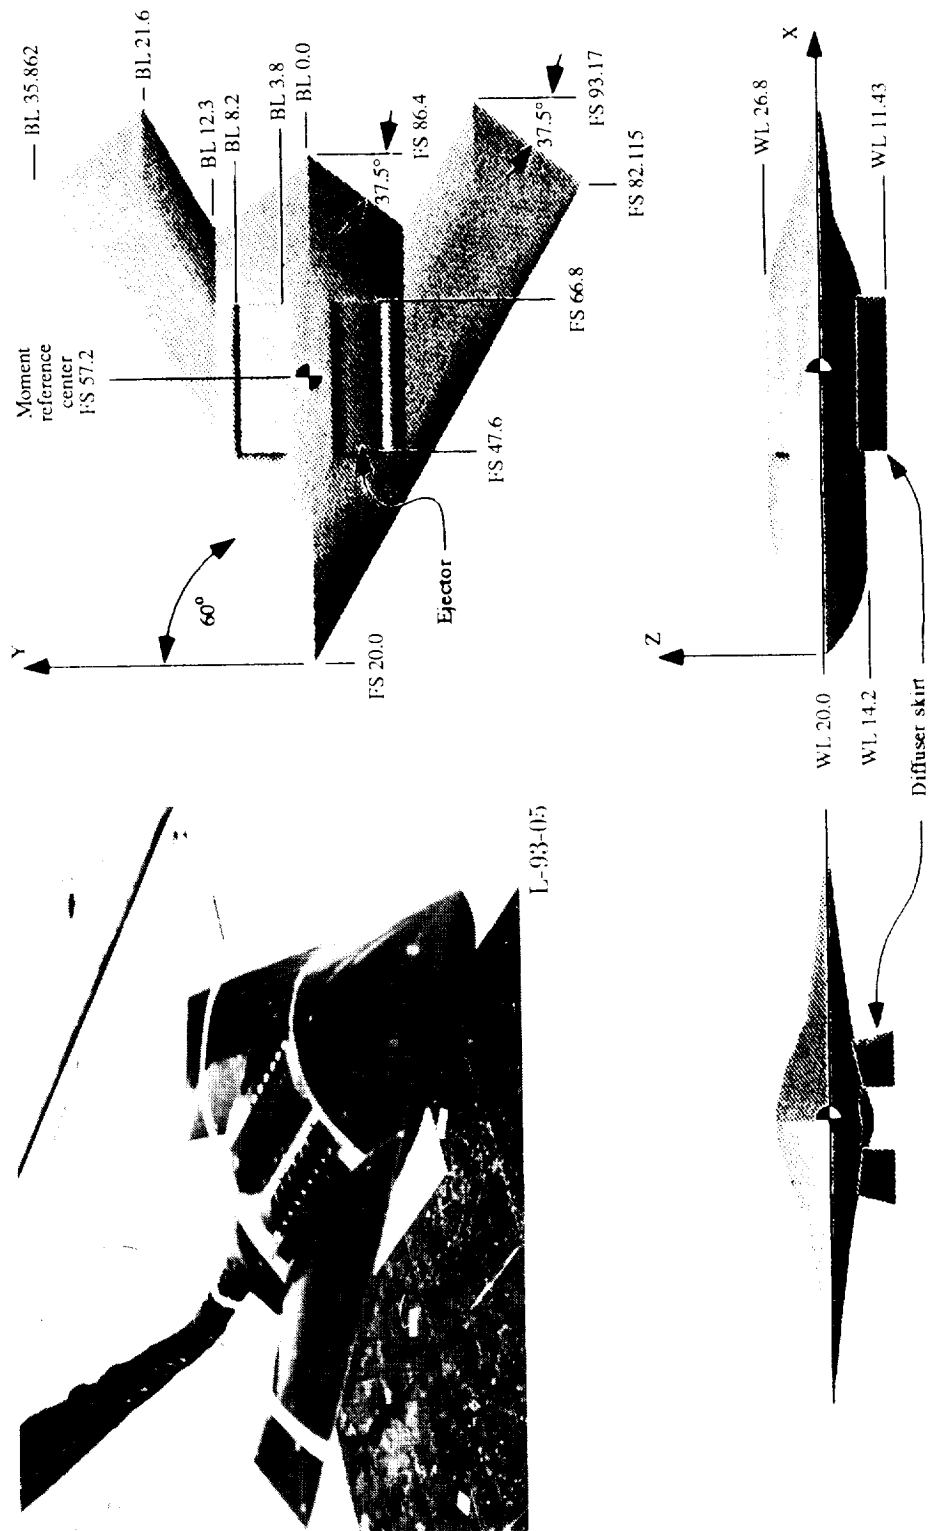 Y
60°
FS 20.0
Moment
reference
center
FS 57.2
BL 35.862
BL 21.6
BL 12.3
BL 8.2
BL 3.8
BL 0.0
37.5°
FS 86.4
37.5°
FS 93.17
FS 82.115
FS 66.8
FS 47.6
Ejector
L-93-05
Z
X
WL 26.8
WL 20.0
WL 14.2
WL 11.43
Diffuser skirt